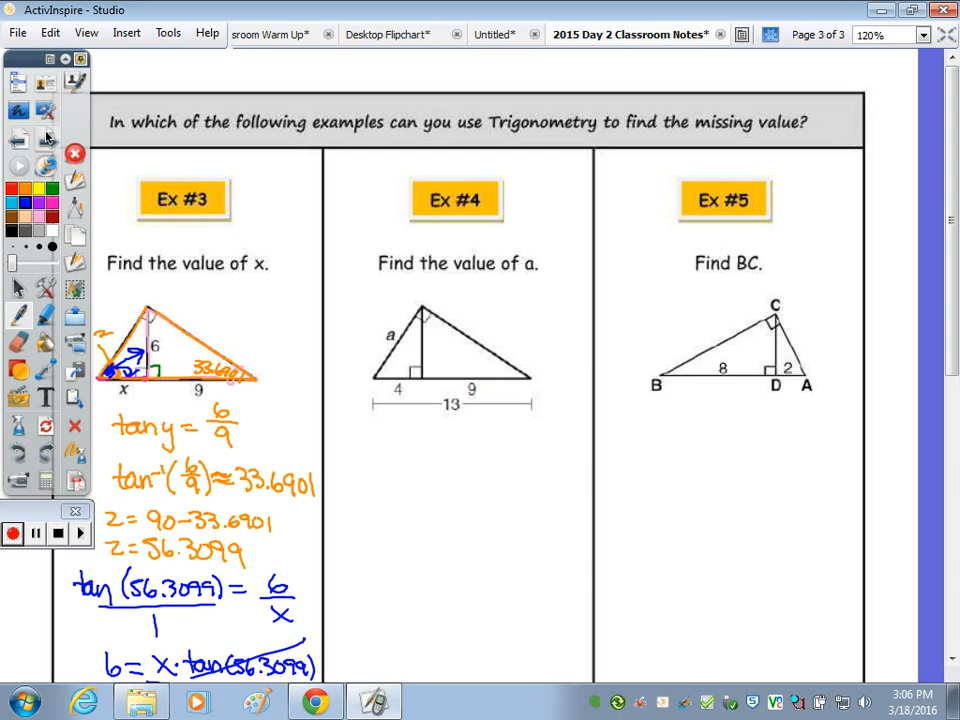 ActivInspire - Studio
File Edit View Insert Tools Help
sroom Warm Up* Desktop Flipchart* Untitled* 2015 Day 2 Classroom Notes* Page 3 of 3 120%
In which of the following examples can you use Trigonometry to find the missing value?
Ex #3
Find the value of x.
z
6
33.6901
x 9
tan y = 6/9
tan⁻¹(6/9) ≈ 33.6901
z = 90-33.6901
z = 56.3099
tan (56.3099) = 6/x
1
6 = x · tan(56.3099)
Ex #4
Find the value of a.
a
4 9
13
Ex #5
Find BC.
C
8 2
B D A
3:06 PM
3/18/2016